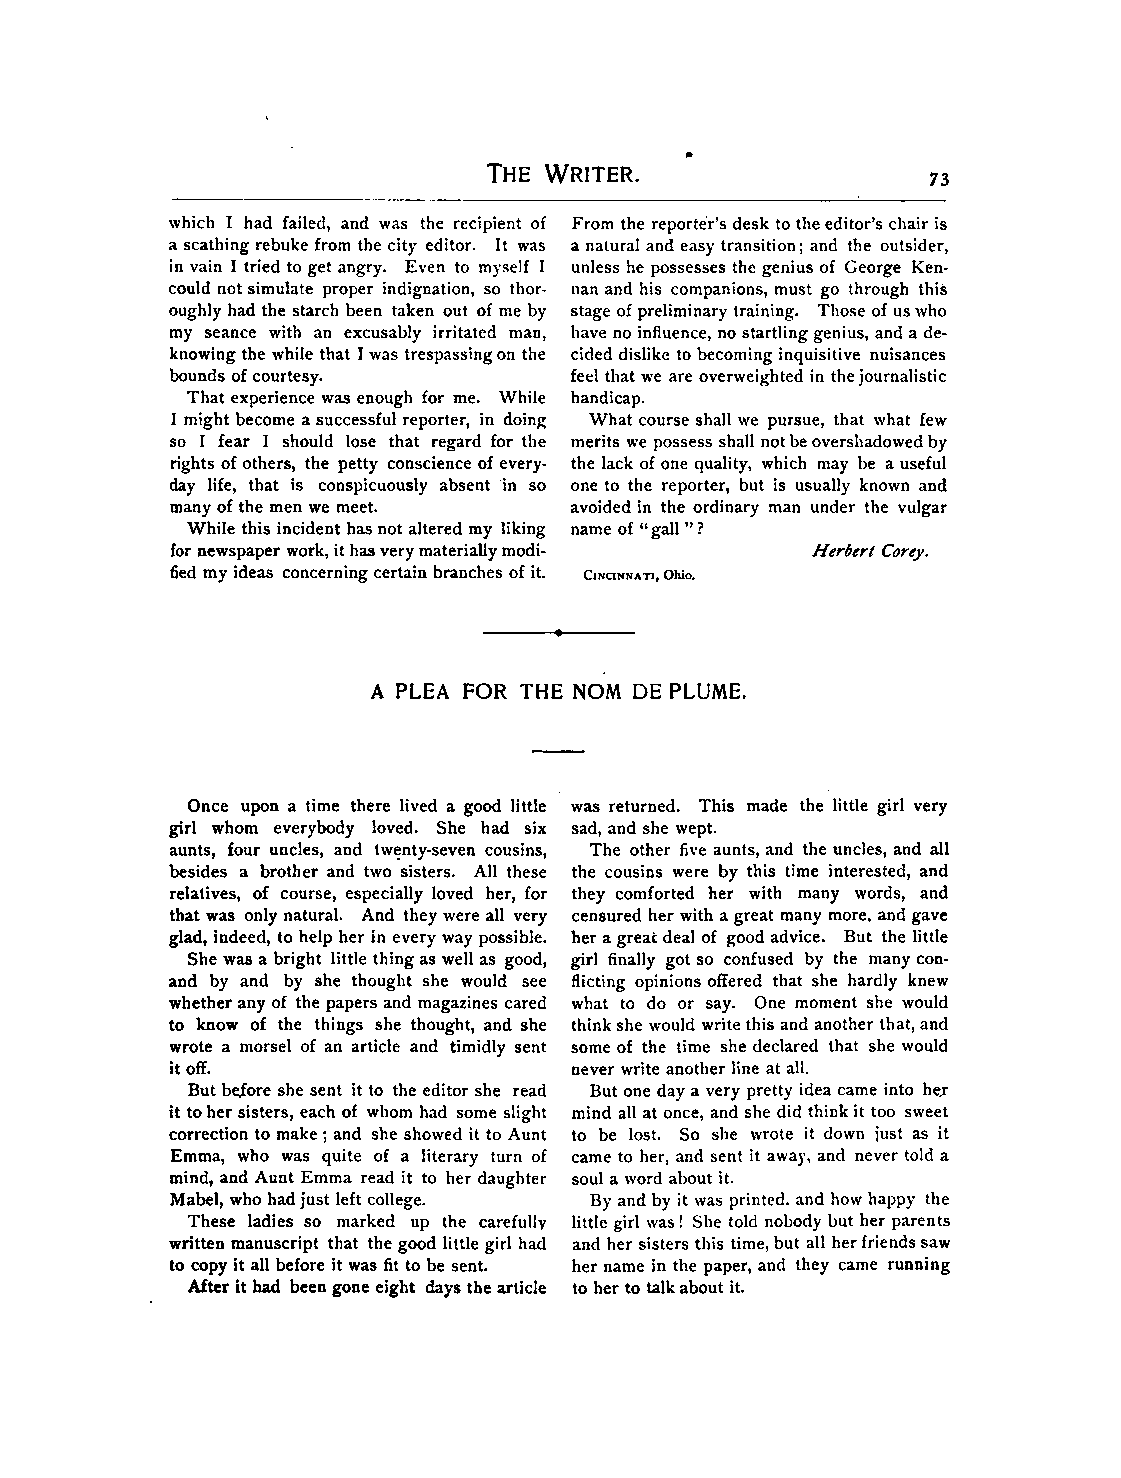 THE WRITER.
73
which I had failed, and was the recipient of
a scathing rebuke from the city editor. It was
in vain I tried to get angry. Even to myself I
could not simulate proper indignation, so thor-
oughly had the starch been taken out of me by
my seance with an excusably irritated man,
knowing the while that I was trespassing on the
bounds of courtesy.
That experience was enough for me. While
I might become a successful reporter, in doing
so I fear I should lose that regard for the
rights of others, the petty conscience of every-
day life, that is conspicuously absent in so
many of the men we meet.
While this incident has not altered my liking
for newspaper work, it has very materially modi-
fied my ideas concerning certain branches of it.
From the reporter's desk to the editor's chair is
a natural and easy transition; and the outsider,
unless he possesses the genius of George Ken-
nan and his companions, must go through this
stage of preliminary training. Those of us who
have no influence, no startling genius, and a de-
cided dislike to becoming inquisitive nuisances
feel that we are overweighted in the journalistic
handicap.
What course shall we pursue, that what few
merits we possess shall not be overshadowed by
the lack of one quality, which may be a useful
one to the reporter, but is usually known and
avoided in the ordinary man under the vulgar
name of "gall"?
Herbert Corey.
CINCINNATI, Ohio.
A PLEA FOR THE NOM DE PLUME.
Once upon a time there lived a good little
girl whom everybody loved. She had six
aunts, four uncles, and twenty-seven cousins,
besides a brother and two sisters. All these
relatives, of course, especially loved her, for
that was only natural. And they were all very
glad, indeed, to help her in every way possible.
She was a bright little thing as well as good,
and by and by she thought she would see
whether any of the papers and magazines cared
to know of the things she thought, and she
wrote a morsel of an article and timidly sent
it off.
But before she sent it to the editor she read
it to her sisters, each of whom had some slight
correction to make; and she showed it to Aunt
Emma, who was quite of a literary turn of
mind, and Aunt Emma read it to her daughter
Mabel, who had just left college.
These ladies so marked up the carefully
written manuscript that the good little girl had
to copy it all before it was fit to be sent.
After it had been gone eight days the article
was returned. This made the little girl very
sad, and she wept.
The other five aunts, and the uncles, and all
the cousins were by this time interested, and
they comforted her with many words, and
censured her with a great many more, and gave
her a great deal of good advice. But the little
girl finally got so confused by the many con-
flicting opinions offered that she hardly knew
what to do or say. One moment she would
think she would write this and another that, and
some of the time she declared that she would
never write another line at all.
But one day a very pretty idea came into her
mind all at once, and she did think it too sweet
to be lost. So she wrote it down just as it
came to her, and sent it away, and never told a
soul a word about it.
By and by it was printed. and how happy the
little girl was! She told nobody but her parents
and her sisters this time, but all her friends saw
her name in the paper, and they came running
to her to talk about it.